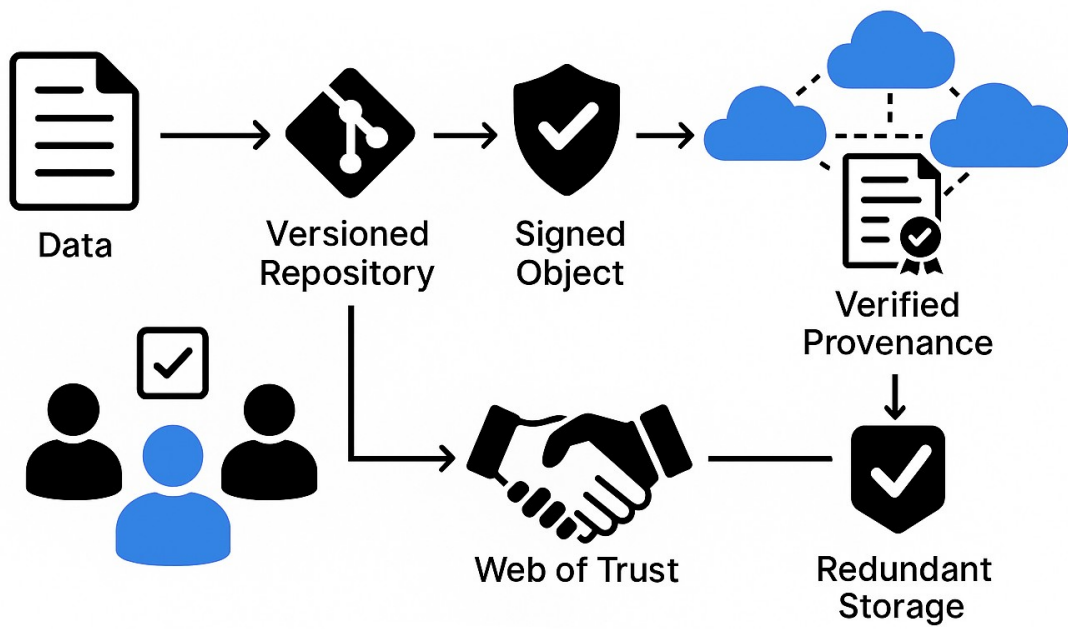 Data
Versioned
Repository
Signed
Object
Verified
Provenance
Web of Trust
Redundant
Storage